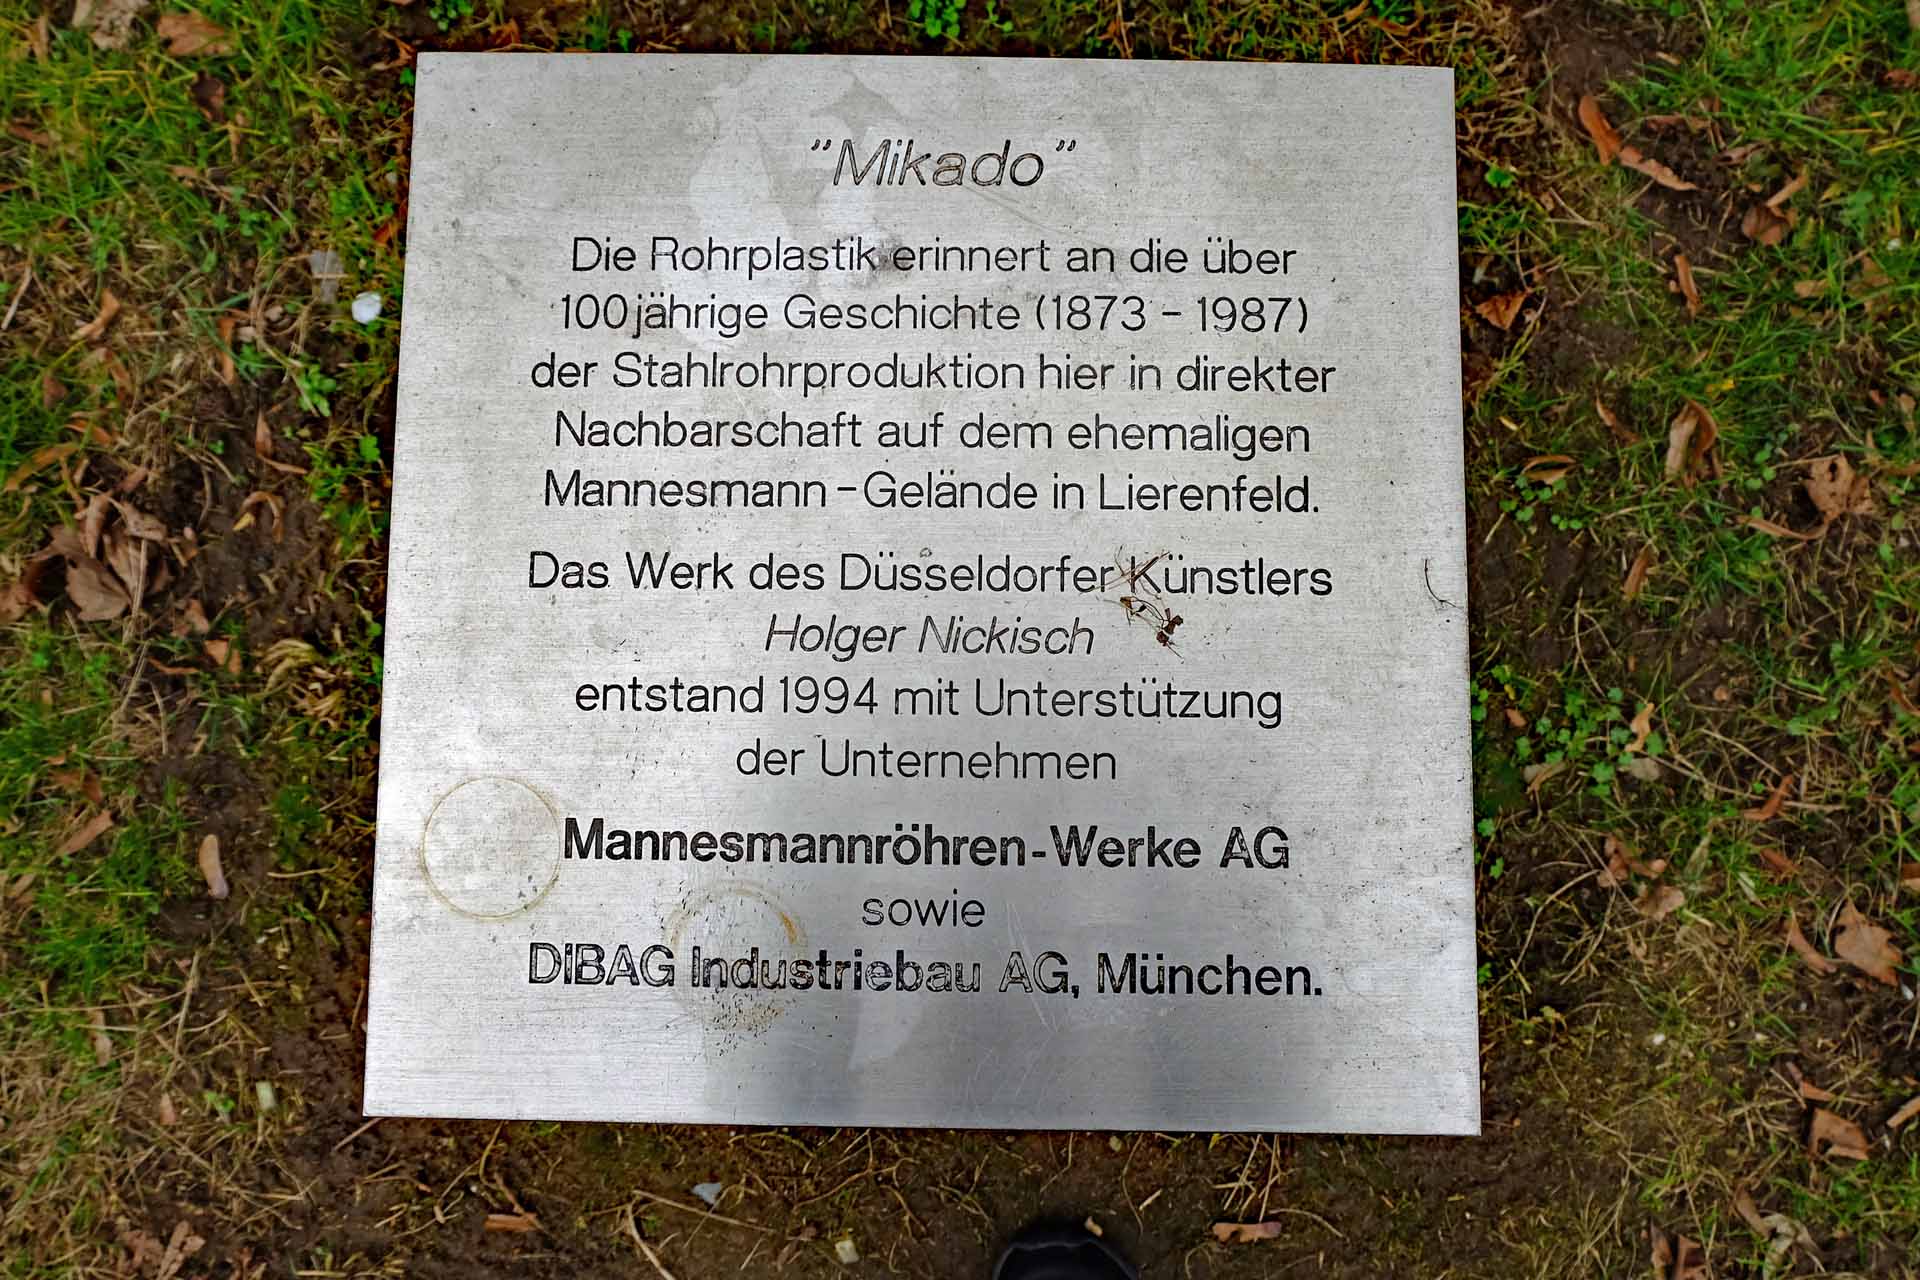 "Mikado"
Die Rohrplastik erinnert an die über
100jährige Geschichte (1873 - 1987)
der Stahlrohrproduktion hier in direkter
Nachbarschaft auf dem ehemaligen
Mannesmann-Gelände in Lierenfeld.
Das Werk des Düsseldorfer Künstlers
Holger Nickisch
entstand 1994 mit Unterstützung
der Unternehmen
Mannesmannröhren-Werke AG
sowie
DIBAG Industriebau AG, München.